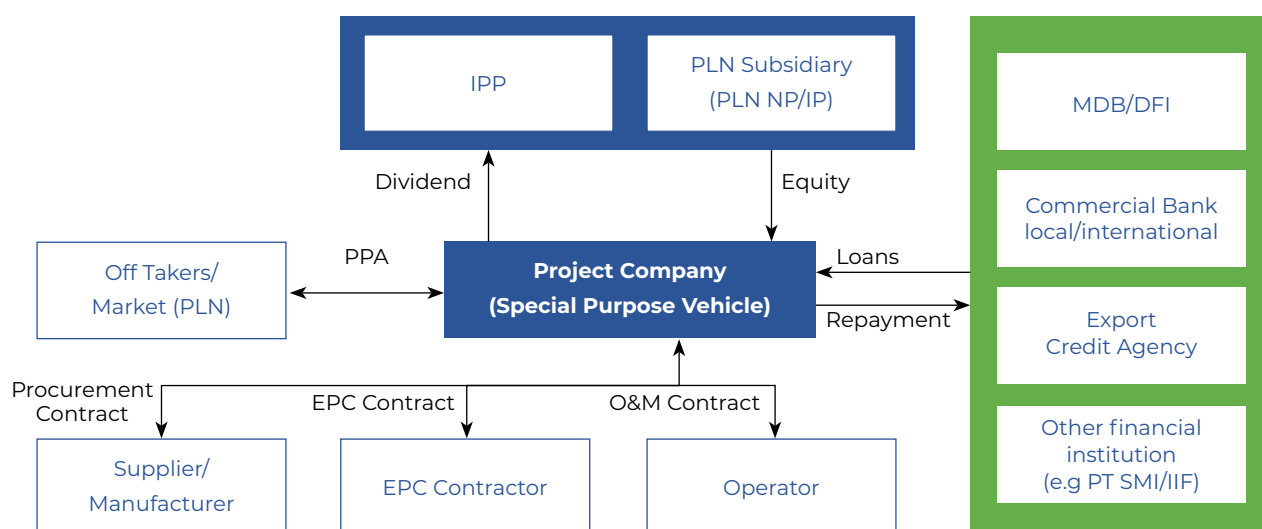 IPP
PLN Subsidiary
(PLN NP/IP)
MDB/DFI
Dividend
Equity
Commercial Bank
local/international
Off Takers/
Market (PLN)
PPA
Project Company
(Special Purpose Vehicle)
Loans
Repayment
Export
Credit Agency
Procurement
Contract
EPC Contract
O&M Contract
Supplier/
Manufacturer
EPC Contractor
Operator
Other financial
institution
(e.g PT SMI/IIF)